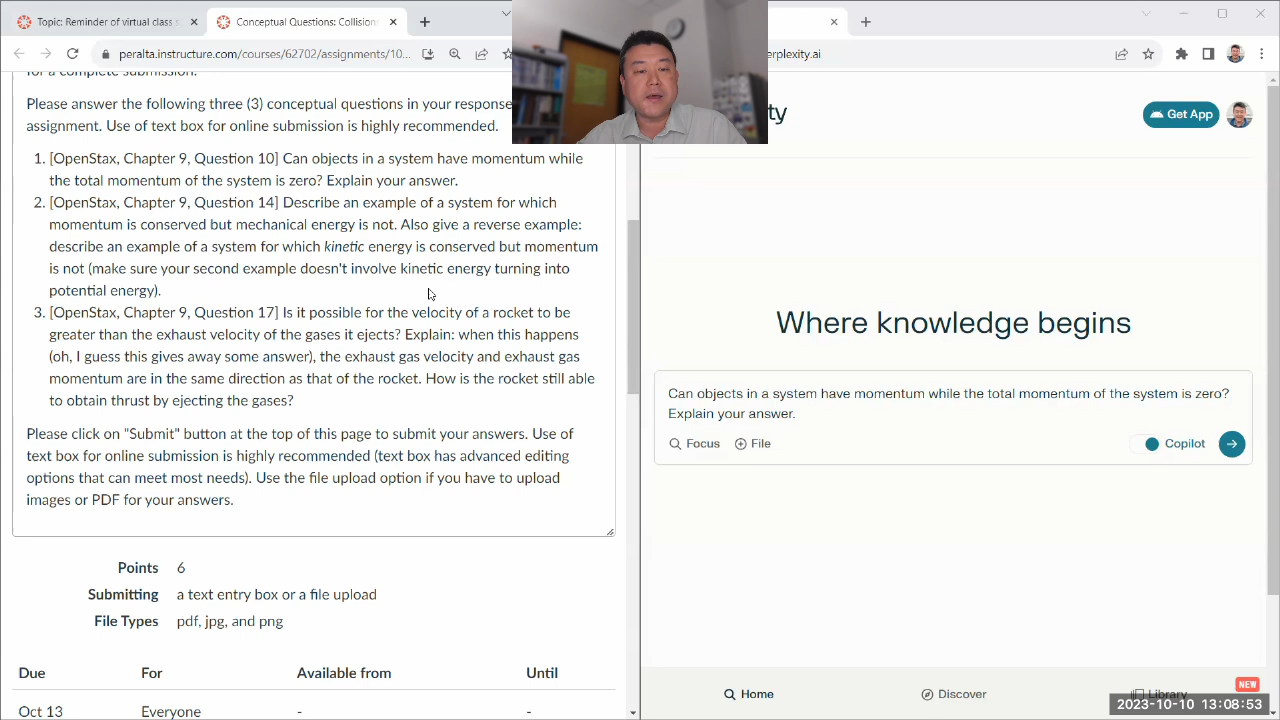 Topic: Reminder of virtual class s
Conceptual Questions: Collisions
peralta.instructure.com/courses/62702/assignments/10...
erplexity.ai
for a complete submission.
Please answer the following three (3) conceptual questions in your response
assignment. Use of text box for online submission is highly recommended.
1. [OpenStax, Chapter 9, Question 10] Can objects in a system have momentum while
the total momentum of the system is zero? Explain your answer.
2. [OpenStax, Chapter 9, Question 14] Describe an example of a system for which
momentum is conserved but mechanical energy is not. Also give a reverse example:
describe an example of a system for which kinetic energy is conserved but momentum
is not (make sure your second example doesn't involve kinetic energy turning into
potential energy).
3. [OpenStax, Chapter 9, Question 17] Is it possible for the velocity of a rocket to be
greater than the exhaust velocity of the gases it ejects? Explain: when this happens
(oh, I guess this gives away some answer), the exhaust gas velocity and exhaust gas
momentum are in the same direction as that of the rocket. How is the rocket still able
to obtain thrust by ejecting the gases?
Please click on "Submit" button at the top of this page to submit your answers. Use of
text box for online submission is highly recommended (text box has advanced editing
options that can meet most needs). Use the file upload option if you have to upload
images or PDF for your answers.
Points 6
Submitting a text entry box or a file upload
File Types pdf, jpg, and png
Due For Available from Until
Oct 13 Everyone - -
ty
Get App
Where knowledge begins
Can objects in a system have momentum while the total momentum of the system is zero?
Explain your answer.
Focus File Copilot
NEW
Home Discover Library
2023-10-10 13:08:53